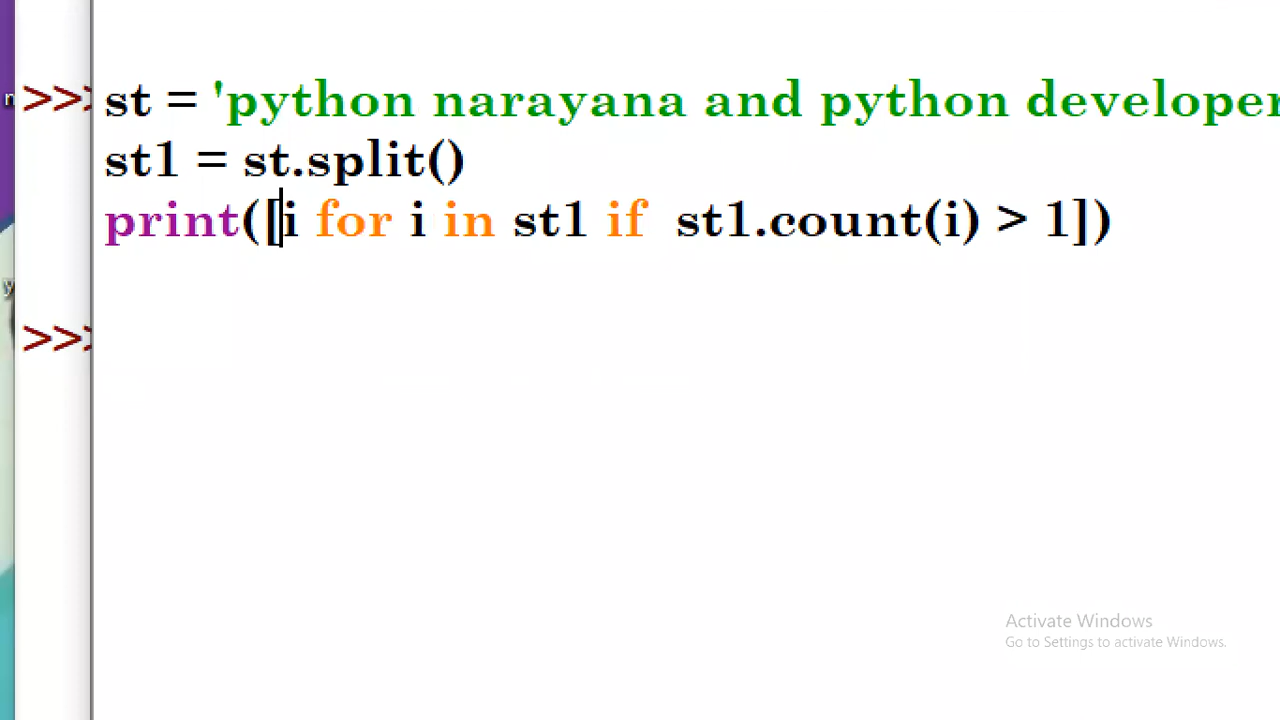 >>> st = 'python narayana and python developer
st1 = st.split()
print([i for i in st1 if  st1.count(i) > 1])
>>>
Activate Windows
Go to Settings to activate Windows.